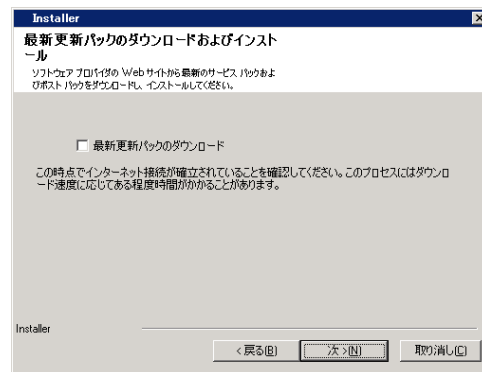 Installer
最新更新パックのダウンロードおよびインスト
ール
ソフトウェア プロバイダの Web サイトから最新のサービス パックおよ
びポスト パックをダウンロードし、インストールしてください。
最新更新パックのダウンロード
この時点でインターネット接続が確立されていることを確認してください。このプロセスにはダウンロ
ード速度に応じてある程度時間がかかることがあります。
Installer
< 戻る(B)
次 >(N)
取り消し(C)